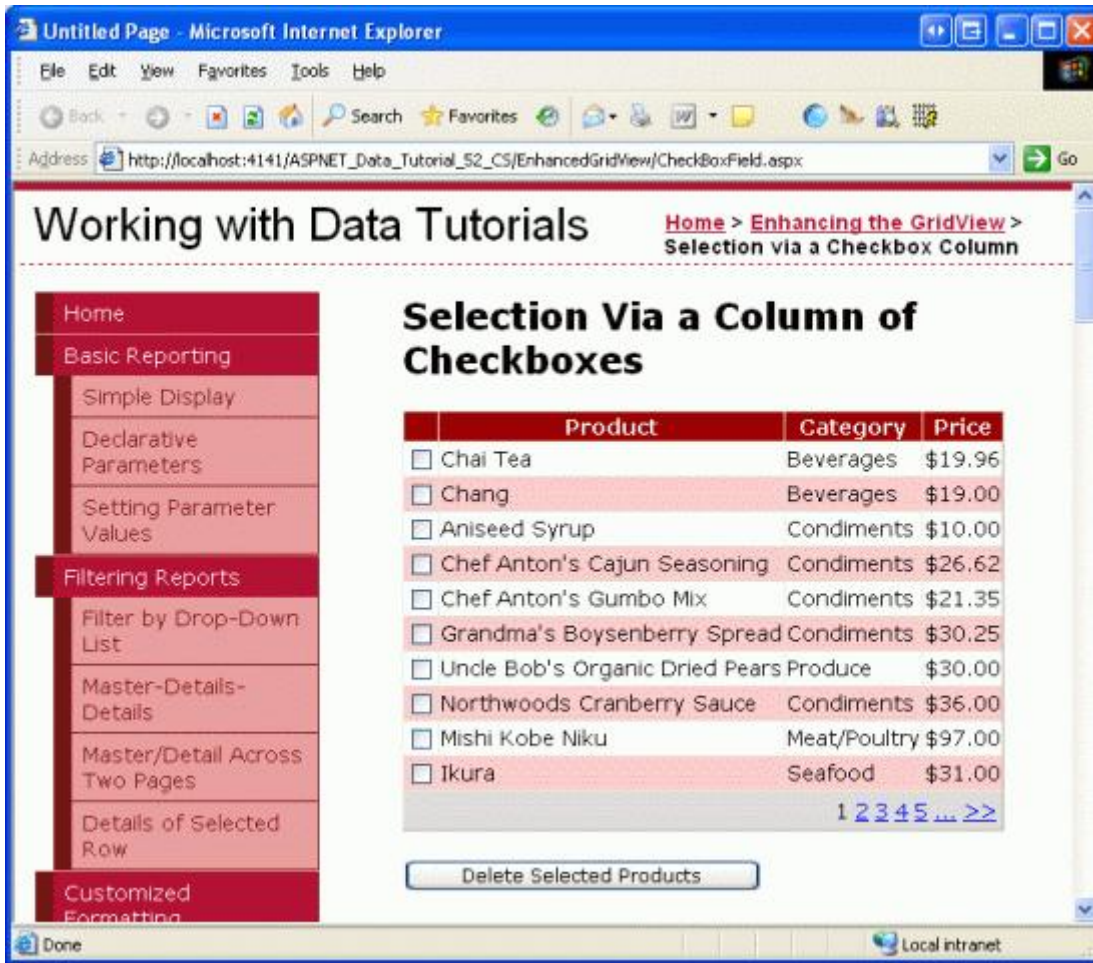 Untitled Page - Microsoft Internet Explorer
File Edit View Favorites Tools Help
Back Search Favorites
Address http://localhost:4141/ASPNET_Data_Tutorial_52_CS/EnhancedGridView/CheckBoxField.aspx Go
Working with Data Tutorials
Home > Enhancing the GridView >
Selection via a Checkbox Column
Home
Basic Reporting
Simple Display
Declarative
Parameters
Setting Parameter
Values
Filtering Reports
Filter by Drop-Down
List
Master-Details-
Details
Master/Detail Across
Two Pages
Details of Selected
Row
Customized
Formatting
Selection Via a Column of
Checkboxes
Product Category Price
Chai Tea Beverages $19.96
Chang Beverages $19.00
Aniseed Syrup Condiments $10.00
Chef Anton's Cajun Seasoning Condiments $26.62
Chef Anton's Gumbo Mix Condiments $21.35
Grandma's Boysenberry Spread Condiments $30.25
Uncle Bob's Organic Dried Pears Produce $30.00
Northwoods Cranberry Sauce Condiments $36.00
Mishi Kobe Niku Meat/Poultry $97.00
Ikura Seafood $31.00
1 2 3 4 5 ... >>
Delete Selected Products
Done Local intranet